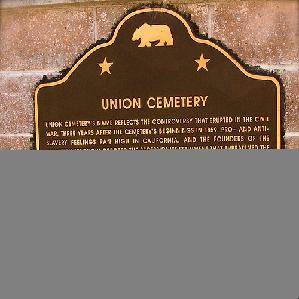 UNION CEMETERY
UNION CEMETERY'S NAME REFLECTS THE CONTROVERSY THAT ERUPTED IN THE CIVIL
WAR, THREE YEARS AFTER THE CEMETERY'S BEGINNINGS IN 1859. PRO- AND ANTI-
SLAVERY FEELINGS RAN HIGH IN CALIFORNIA, AND THE FOUNDERS OF THE